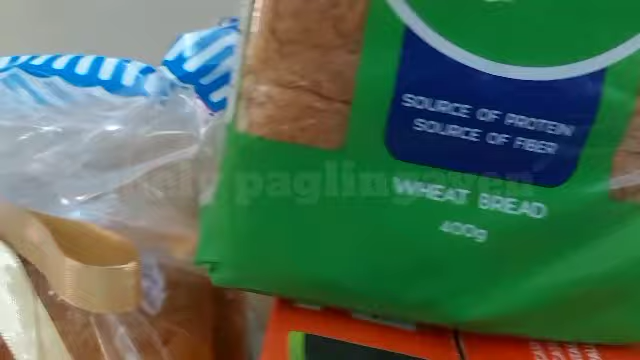 SOURCE OF PROTEIN
SOURCE OF FIBER
WHEAT BREAD
400g